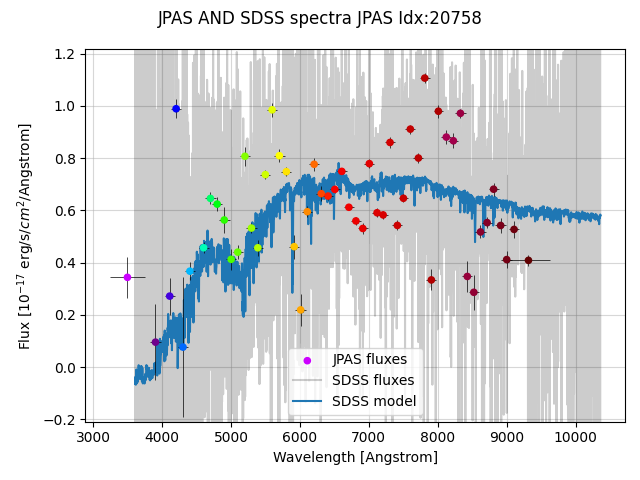 JPAS AND SDSS spectra JPAS Idx:20758
1.2
1.0
0.8
0.6
0.4
0.2
0.0
−0.2
Flux [10⁻¹⁷ erg/s/cm²/Angstrom]
JPAS fluxes
SDSS fluxes
SDSS model
3000 4000 5000 6000 7000 8000 9000 10000
Wavelength [Angstrom]